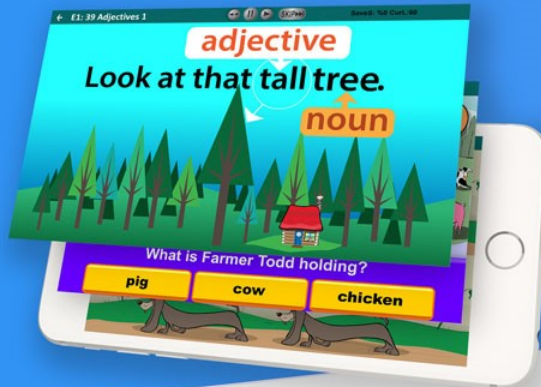 ← E1: 39 Adjectives 1
adjective
Look at that tall tree.
noun
What is Farmer Todd holding?
pig
cow
chicken